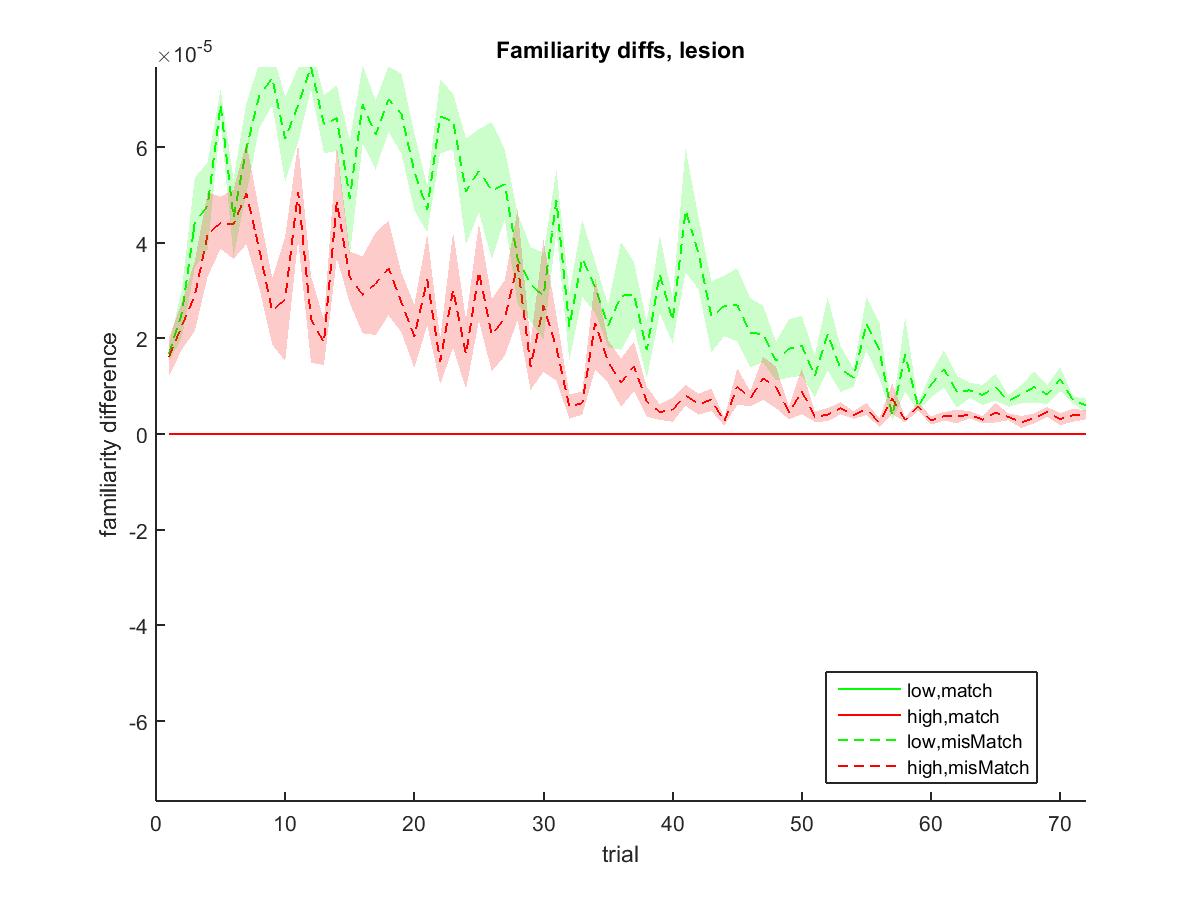 Familiarity diffs, lesion
×10-5
6
4
2
0
-2
-4
-6
familiarity difference
0 10 20 30 40 50 60 70
trial
low,match
high,match
low,misMatch
high,misMatch